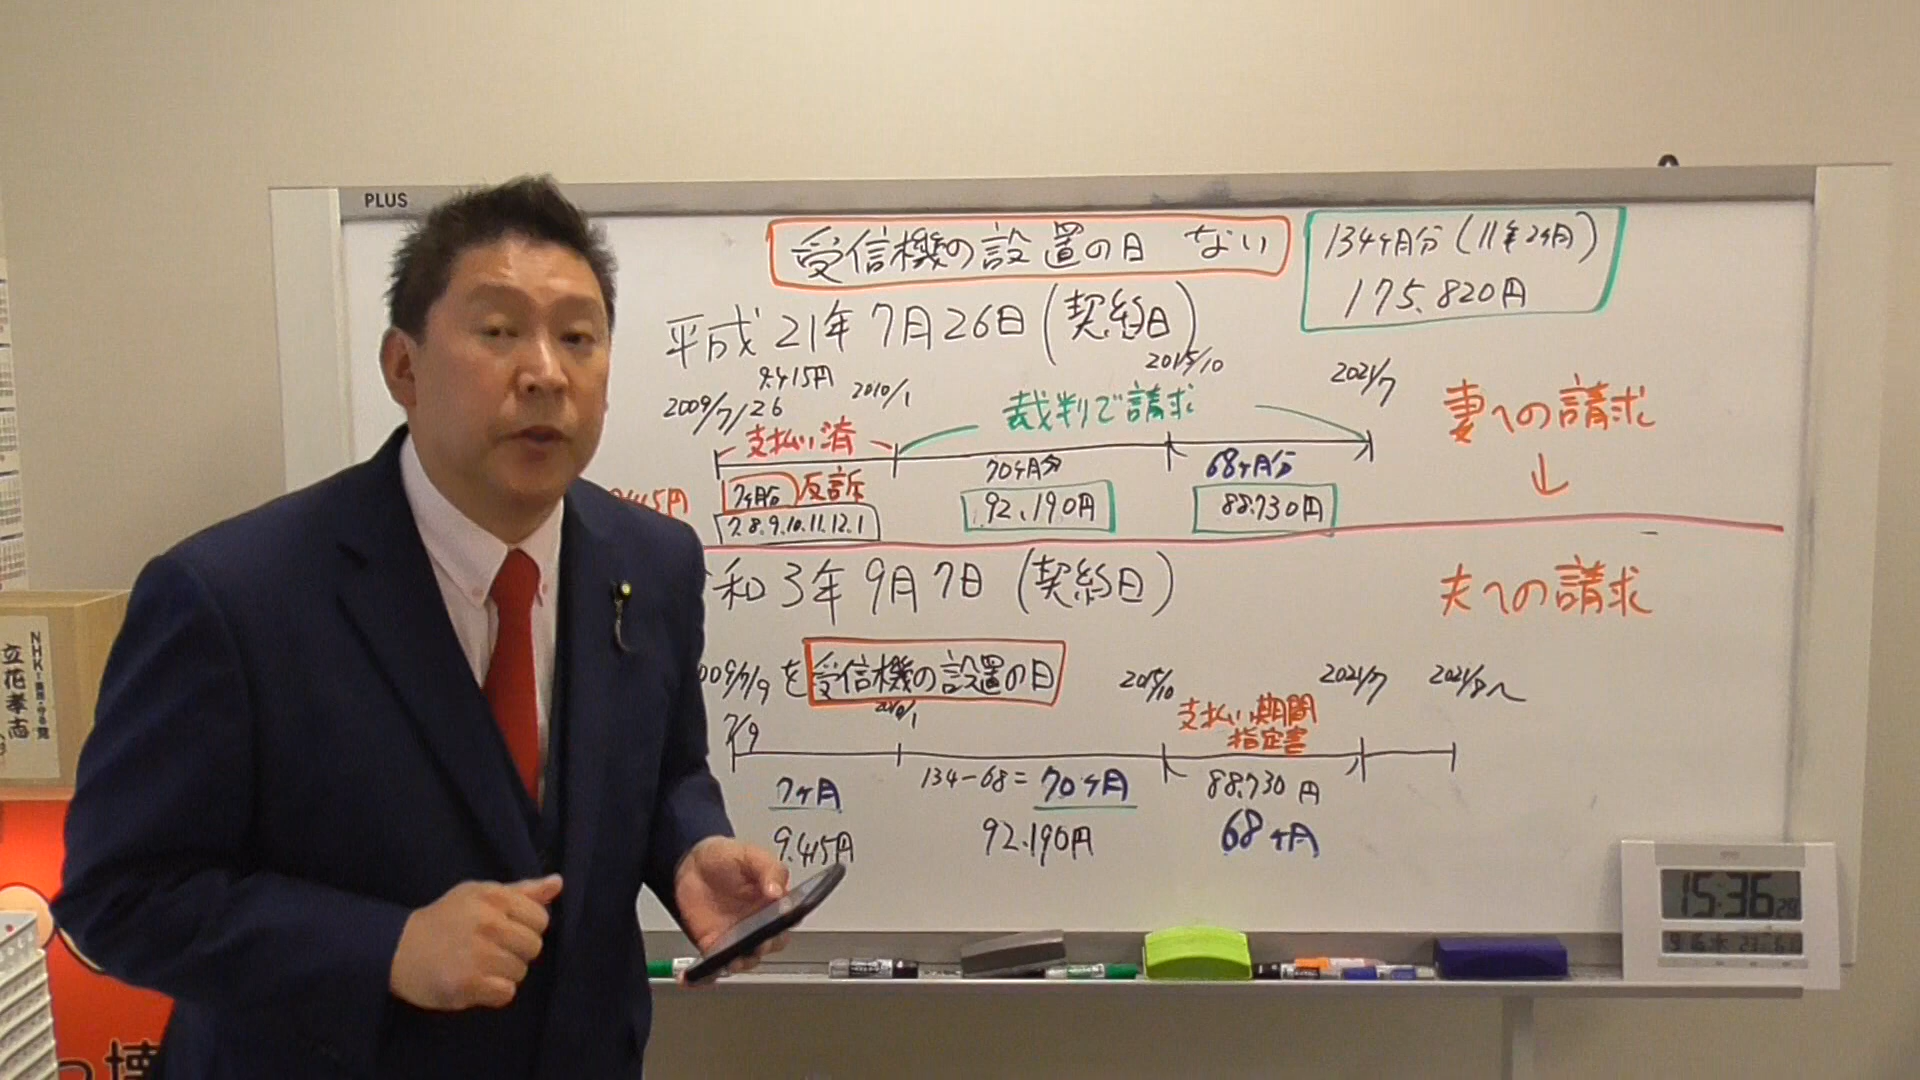 PLUS
受信機の設置の日 ない
134ヶ月分(11年2ヶ月)
175.820円
平成21年7月26日(契約日)
9.415円
2009/7/26
2010/1
2015/10
2021/7
支払い済
裁判で請求
妻への請求
7ヶ月分
反訴
70ヶ月分
68ヶ月分
7.8.9.10.11.12.1
92.190円
88.730円
和3年9月7日(契約日)
夫への請求
を受信機の設置の日
2015/10
2021/7
支払い期間
指定書
7/9
7ヶ月
134-68=70ヶ月
88.730円
9.415円
92.190円
68ヶ月
15:36
立花孝志